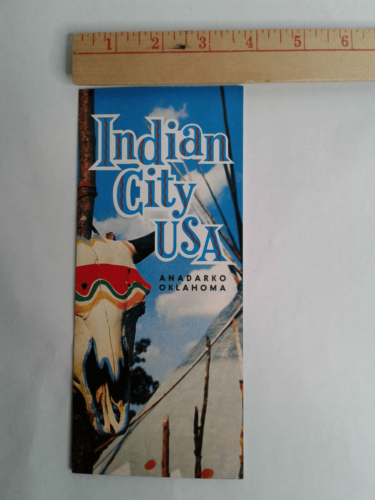 1 2 3 4 5 6
Indian
City
USA
ANADARKO
OKLAHOMA